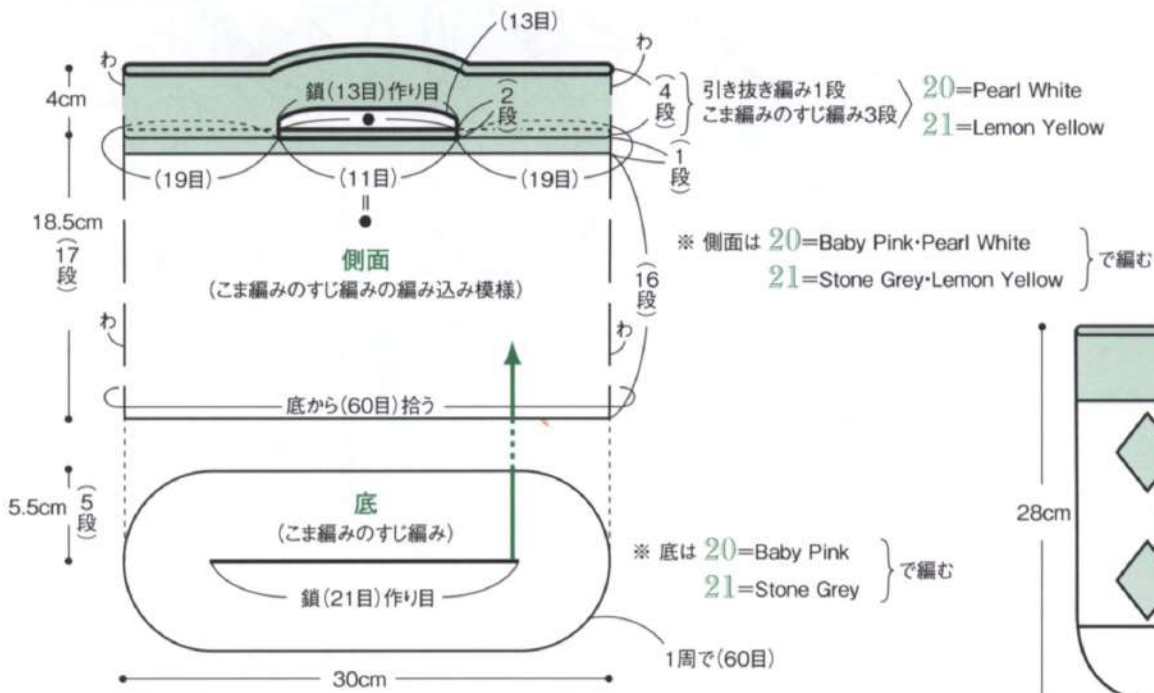 (13目)
わ
わ
4cm
鎖(13目)作り目
(2段)
(4段)
引き抜き編み1段
こま編みのすじ編み3段
20=Pearl White
21=Lemon Yellow
(19目)
(11目)
(19目)
(1段)
=
18.5cm
(17段)
側面
(こま編みのすじ編みの編み込み模様)
(16段)
※ 側面は 20=Baby Pink・Pearl White
21=Stone Grey・Lemon Yellow
で編む
わ
わ
底から(60目)拾う
5.5cm
(5段)
底
(こま編みのすじ編み)
鎖(21目)作り目
※ 底は 20=Baby Pink
21=Stone Grey
で編む
1周で(60目)
30cm
28cm